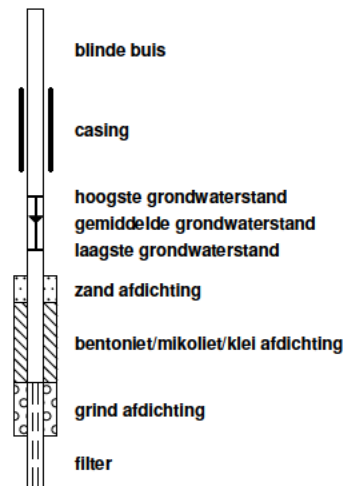 blinde buis
casing
hoogste grondwaterstand
gemiddelde grondwaterstand
laagste grondwaterstand
zand afdichting
bentoniet/mikoliet/klei afdichting
grind afdichting
filter